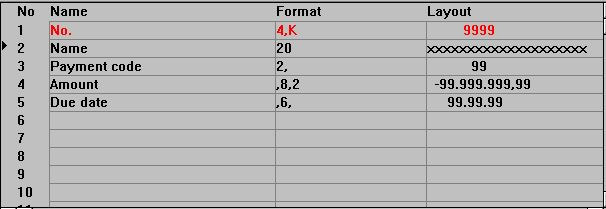 No Name Format Layout
1 No. 4,K 9999
2 Name 20 xxxxxxxxxxxxxxxxxxxx
3 Payment code 2, 99
4 Amount ,8,2 -99.999.999,99
5 Due date ,6, 99.99.99
6
7
8
9
10